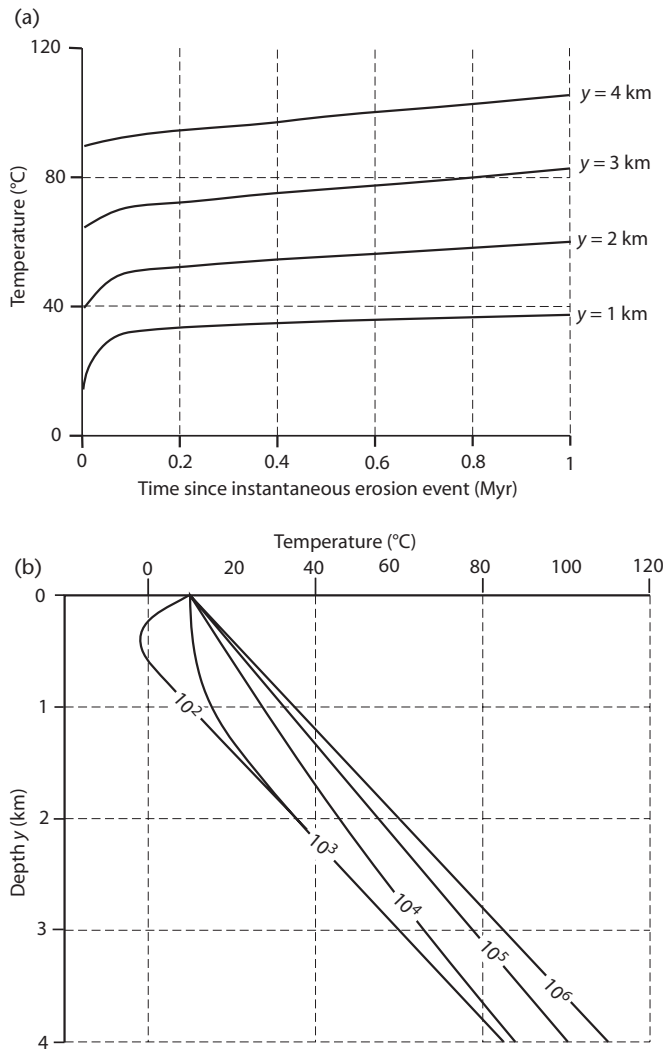 (a)
120
80
40
0
Temperature (°C)
y = 4 km
y = 3 km
y = 2 km
y = 1 km
0 0.2 0.4 0.6 0.8 1
Time since instantaneous erosion event (Myr)
Temperature (°C)
(b)
0 20 40 60 80 100 120
0
1
2
3
4
Depth y (km)
10²
10³
10⁴
10⁵
10⁶